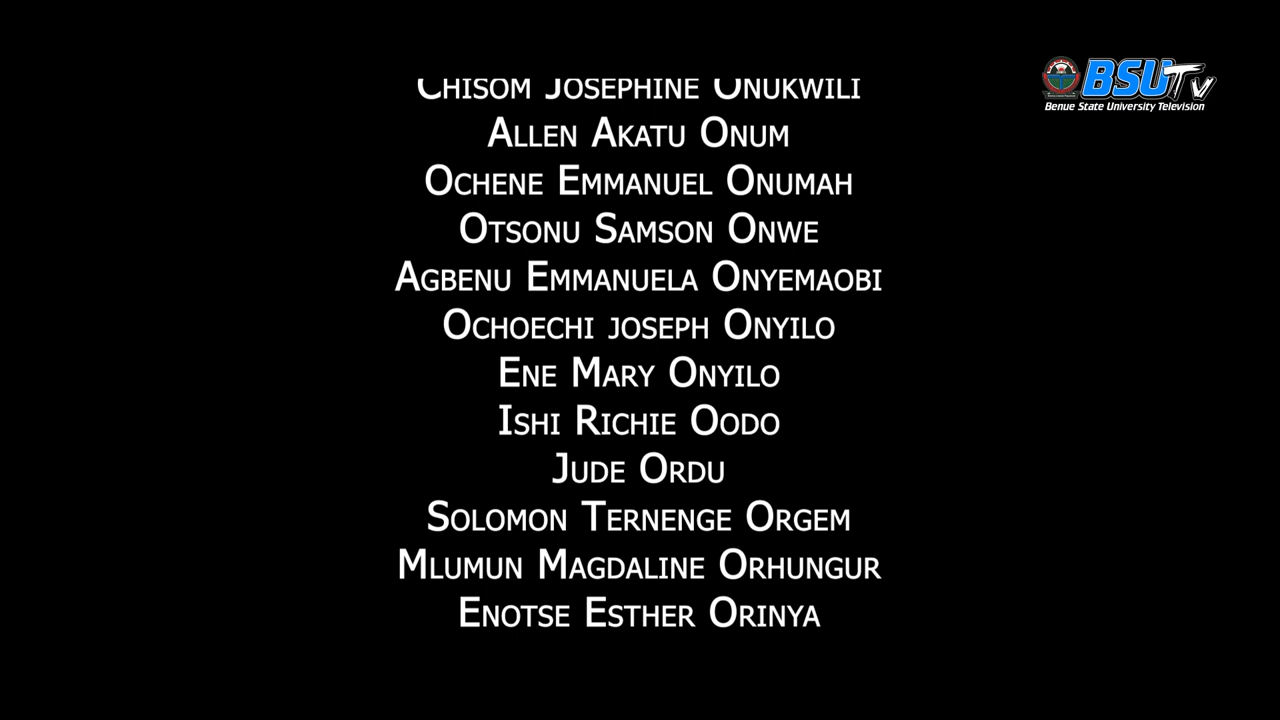 CHISOM JOSEPHINE ONUKWILI
ALLEN AKATU ONUM
OCHENE EMMANUEL ONUMAH
OTSONU SAMSON ONWE
AGBENU EMMANUELA ONYEMAOBI
OCHOECHI JOSEPH ONYILO
ENE MARY ONYILO
ISHI RICHIE OODO
JUDE ORDU
SOLOMON TERNENGE ORGEM
MLUMUN MAGDALINE ORHUNGUR
ENOTSE ESTHER ORINYA
BSUTV
Benue State University Television